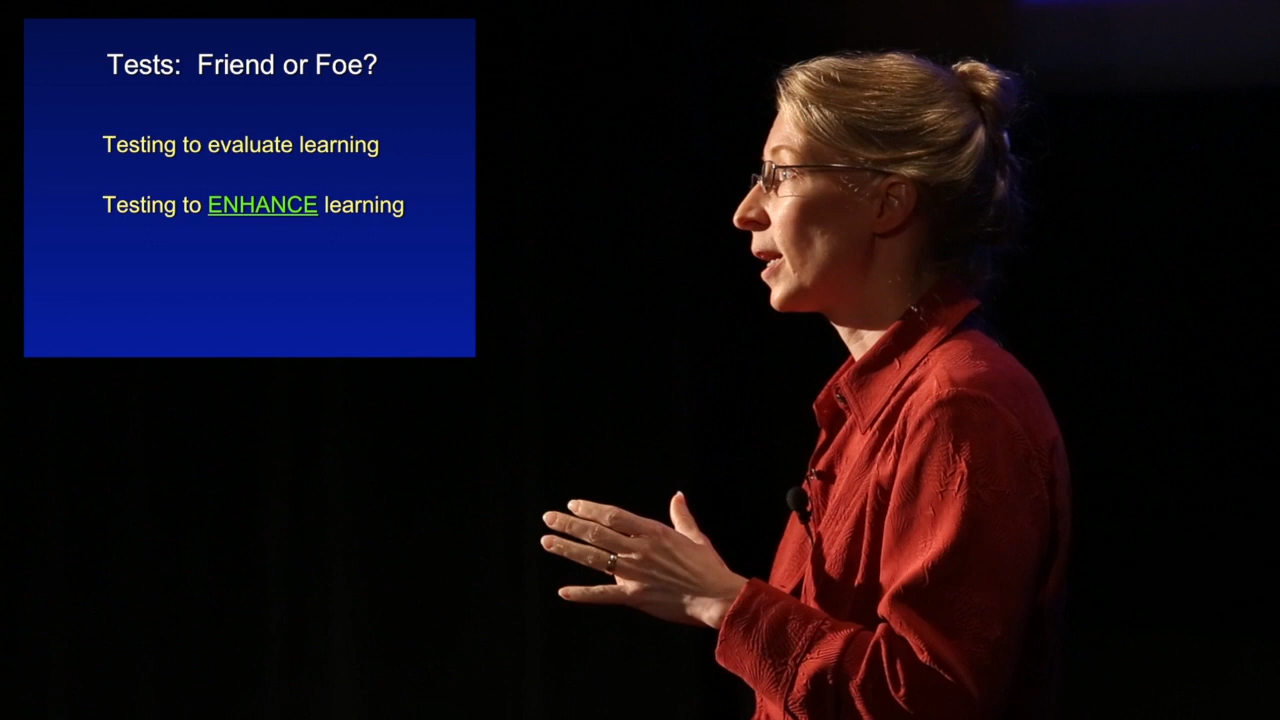 Tests: Friend or Foe?
Testing to evaluate learning
Testing to ENHANCE learning